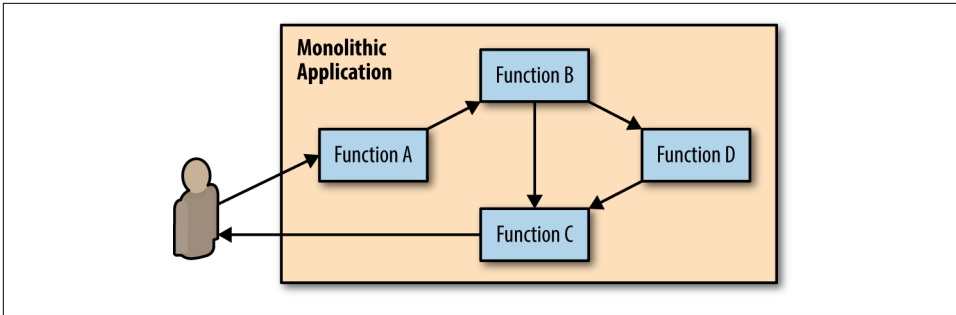 Monolithic
Application
Function B
Function A
Function D
Function C